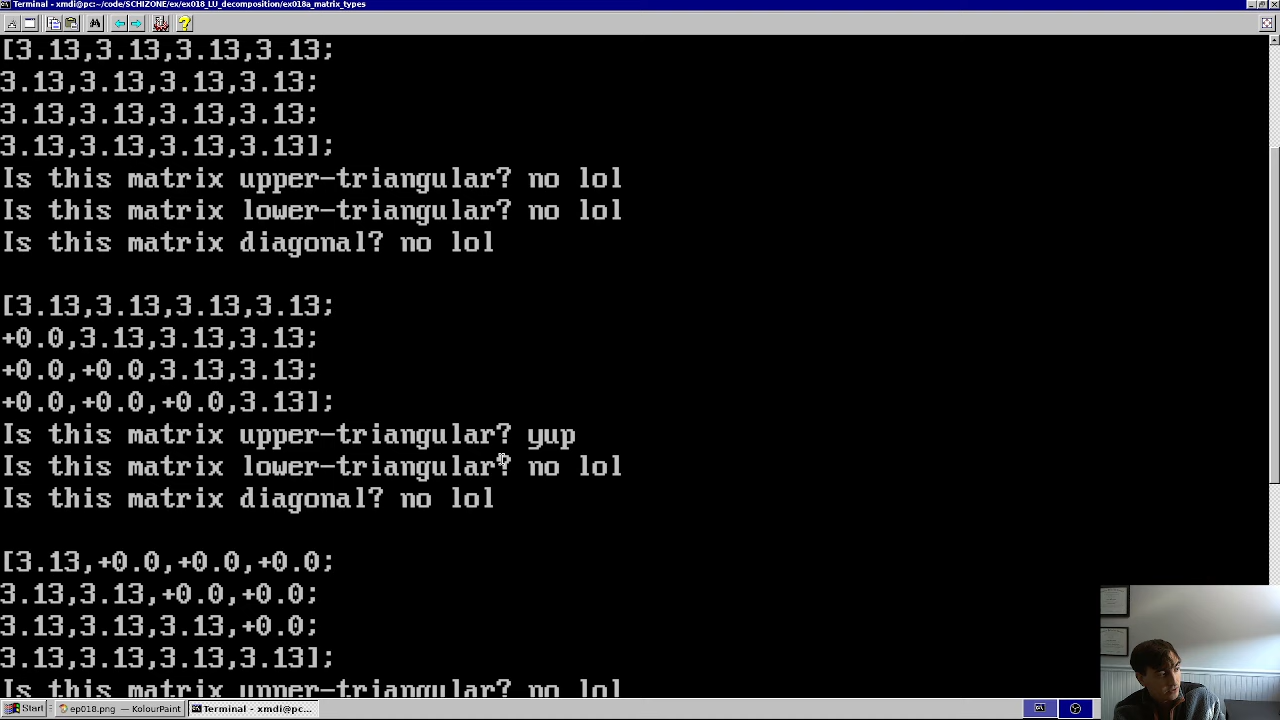 Terminal - xmdi@pc:~/code/SCHIZONE/ex/ex018_LU_decomposition/ex018a_matrix_types
[3.13,3.13,3.13,3.13;
3.13,3.13,3.13,3.13;
3.13,3.13,3.13,3.13;
3.13,3.13,3.13,3.13];
Is this matrix upper-triangular? no lol
Is this matrix lower-triangular? no lol
Is this matrix diagonal? no lol
[3.13,3.13,3.13,3.13;
+0.0,3.13,3.13,3.13;
+0.0,+0.0,3.13,3.13;
+0.0,+0.0,+0.0,3.13];
Is this matrix upper-triangular? yup
Is this matrix lower-triangular? no lol
Is this matrix diagonal? no lol
[3.13,+0.0,+0.0,+0.0;
3.13,3.13,+0.0,+0.0;
3.13,3.13,3.13,+0.0;
3.13,3.13,3.13,3.13];
Is this matrix upper-triangular? no lol
Start
ep018.png — KolourPaint
Terminal - xmdi@pc...